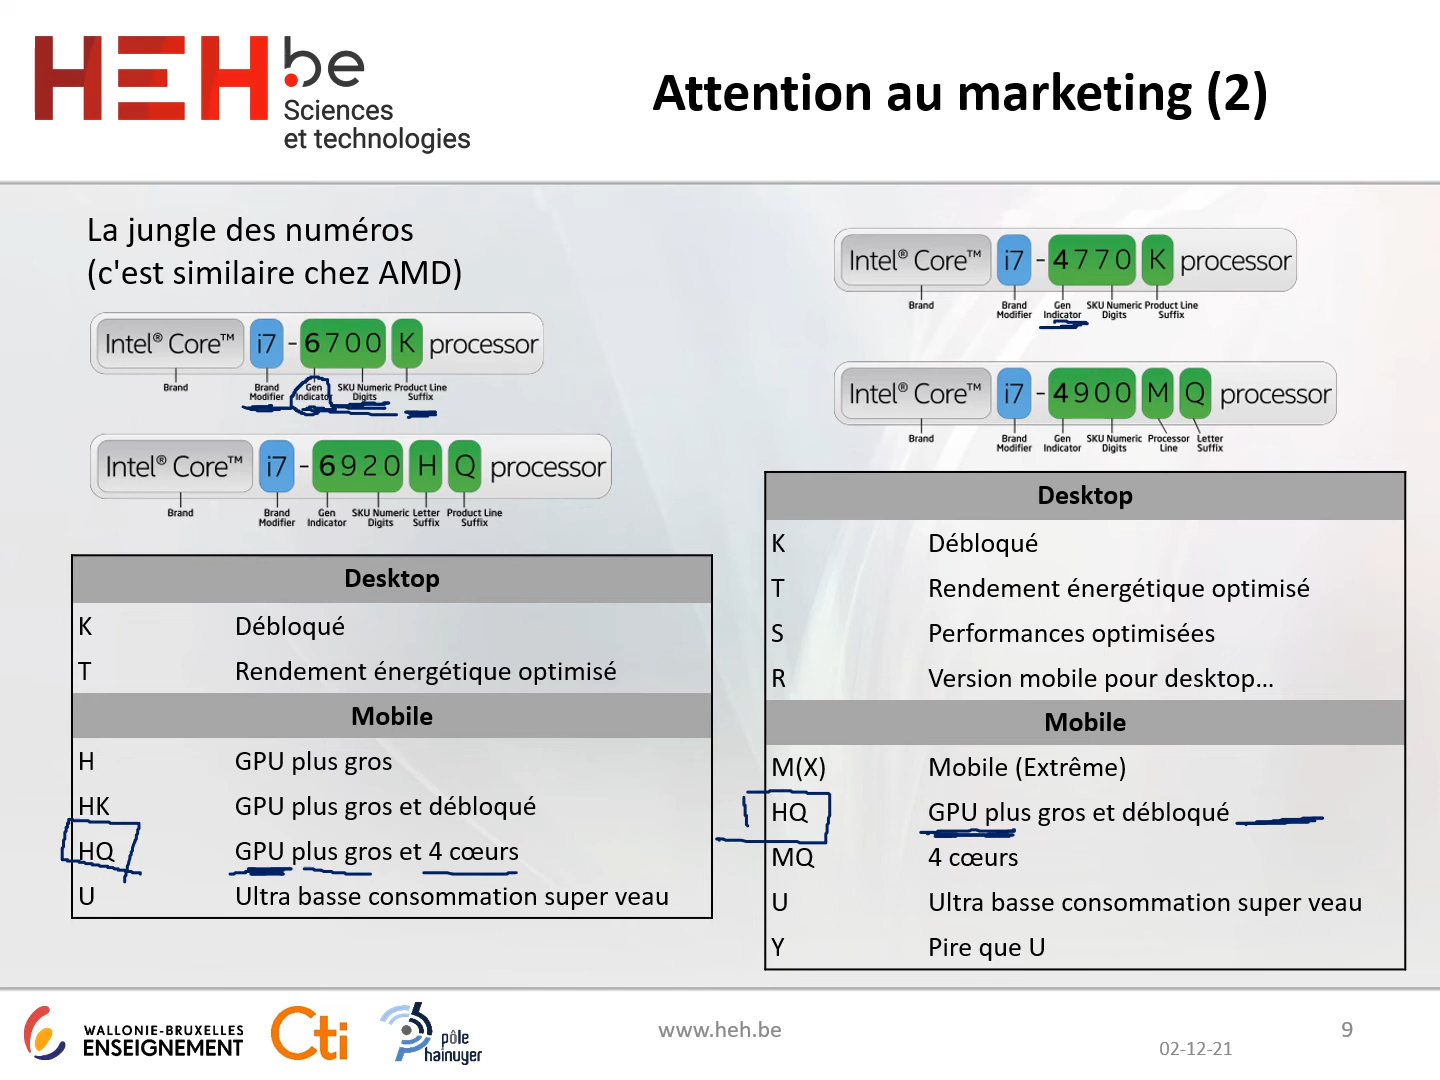 HEH.be
Sciences
et technologies
Attention au marketing (2)
La jungle des numéros
(c'est similaire chez AMD)
Intel® Core™ i7 - 6700 K processor
Brand Brand Modifier Gen Indicator SKU Numeric Digits Product Line Suffix
Intel® Core™ i7 - 6920 H Q processor
Brand Brand Modifier Gen Indicator SKU Numeric Digits Letter Suffix Product Line Suffix
Desktop
K Débloqué
T Rendement énergétique optimisé
Mobile
H GPU plus gros
HK GPU plus gros et débloqué
HQ GPU plus gros et 4 cœurs
U Ultra basse consommation super veau
Intel® Core™ i7 - 4770 K processor
Brand Brand Modifier Gen Indicator SKU Numeric Digits Product Line Suffix
Intel® Core™ i7 - 4900 M Q processor
Brand Brand Modifier Gen Indicator SKU Numeric Digits Processor Line Letter Suffix
Desktop
K Débloqué
T Rendement énergétique optimisé
S Performances optimisées
R Version mobile pour desktop...
Mobile
M(X) Mobile (Extrême)
HQ GPU plus gros et débloqué
MQ 4 cœurs
U Ultra basse consommation super veau
Y Pire que U
WALLONIE-BRUXELLES
ENSEIGNEMENT
Cti
pôle
hainuyer
www.heh.be
02-12-21
9